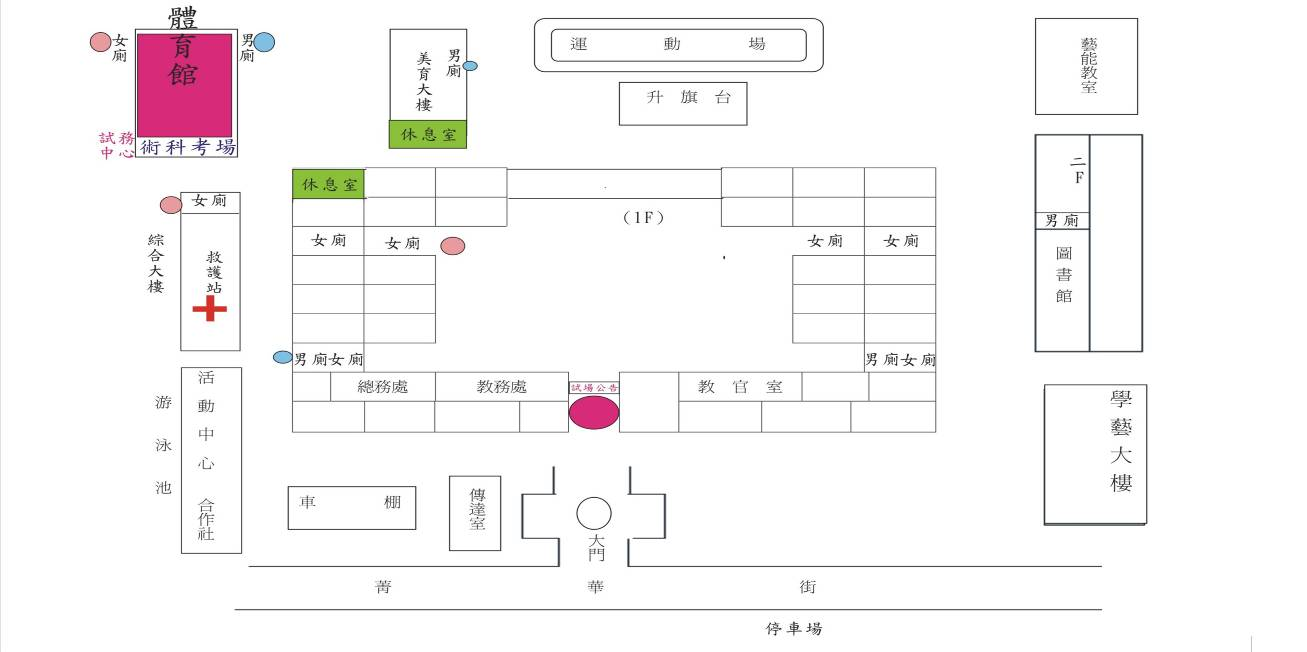 體育館
女廁
男廁
試務中心
術科考場
美育大樓
男廁
休息室
運動場
升旗台
藝能教室
女廁
綜合大樓
救護站
休息室
(1F)
女廁
女廁
女廁
女廁
二F
男廁
圖書館
男廁女廁
男廁女廁
總務處
教務處
試場公告
教官室
活動中心 合作社
游泳池
學藝大樓
車棚
傳達室
大門
菁華街
停車場